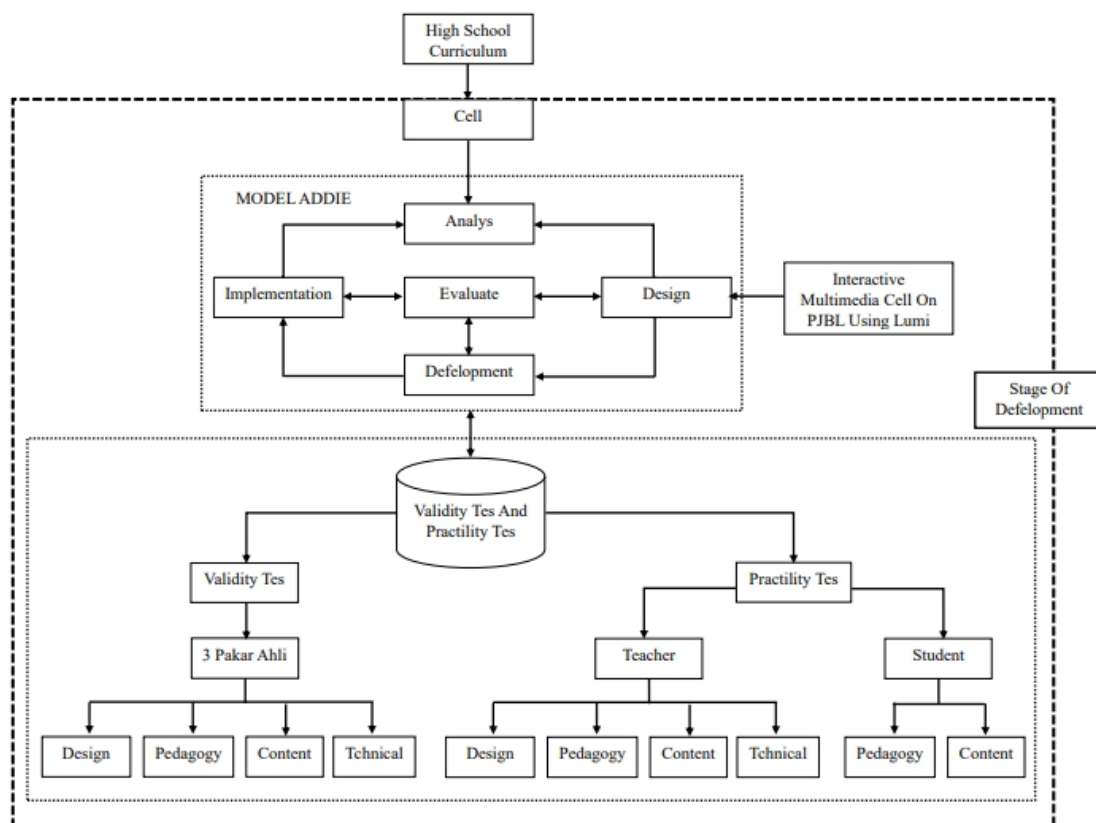 High School
Curriculum
Cell
MODEL ADDIE
Analys
Implementation
Evaluate
Design
Interactive
Multimedia Cell On
PJBL Using Lumi
Defelopment
Stage Of
Defelopment
Validity Tes And
Practility Tes
Validity Tes
Practility Tes
3 Pakar Ahli
Teacher
Student
Design
Pedagogy
Content
Tchnical
Design
Pedagogy
Content
Tchnical
Pedagogy
Content